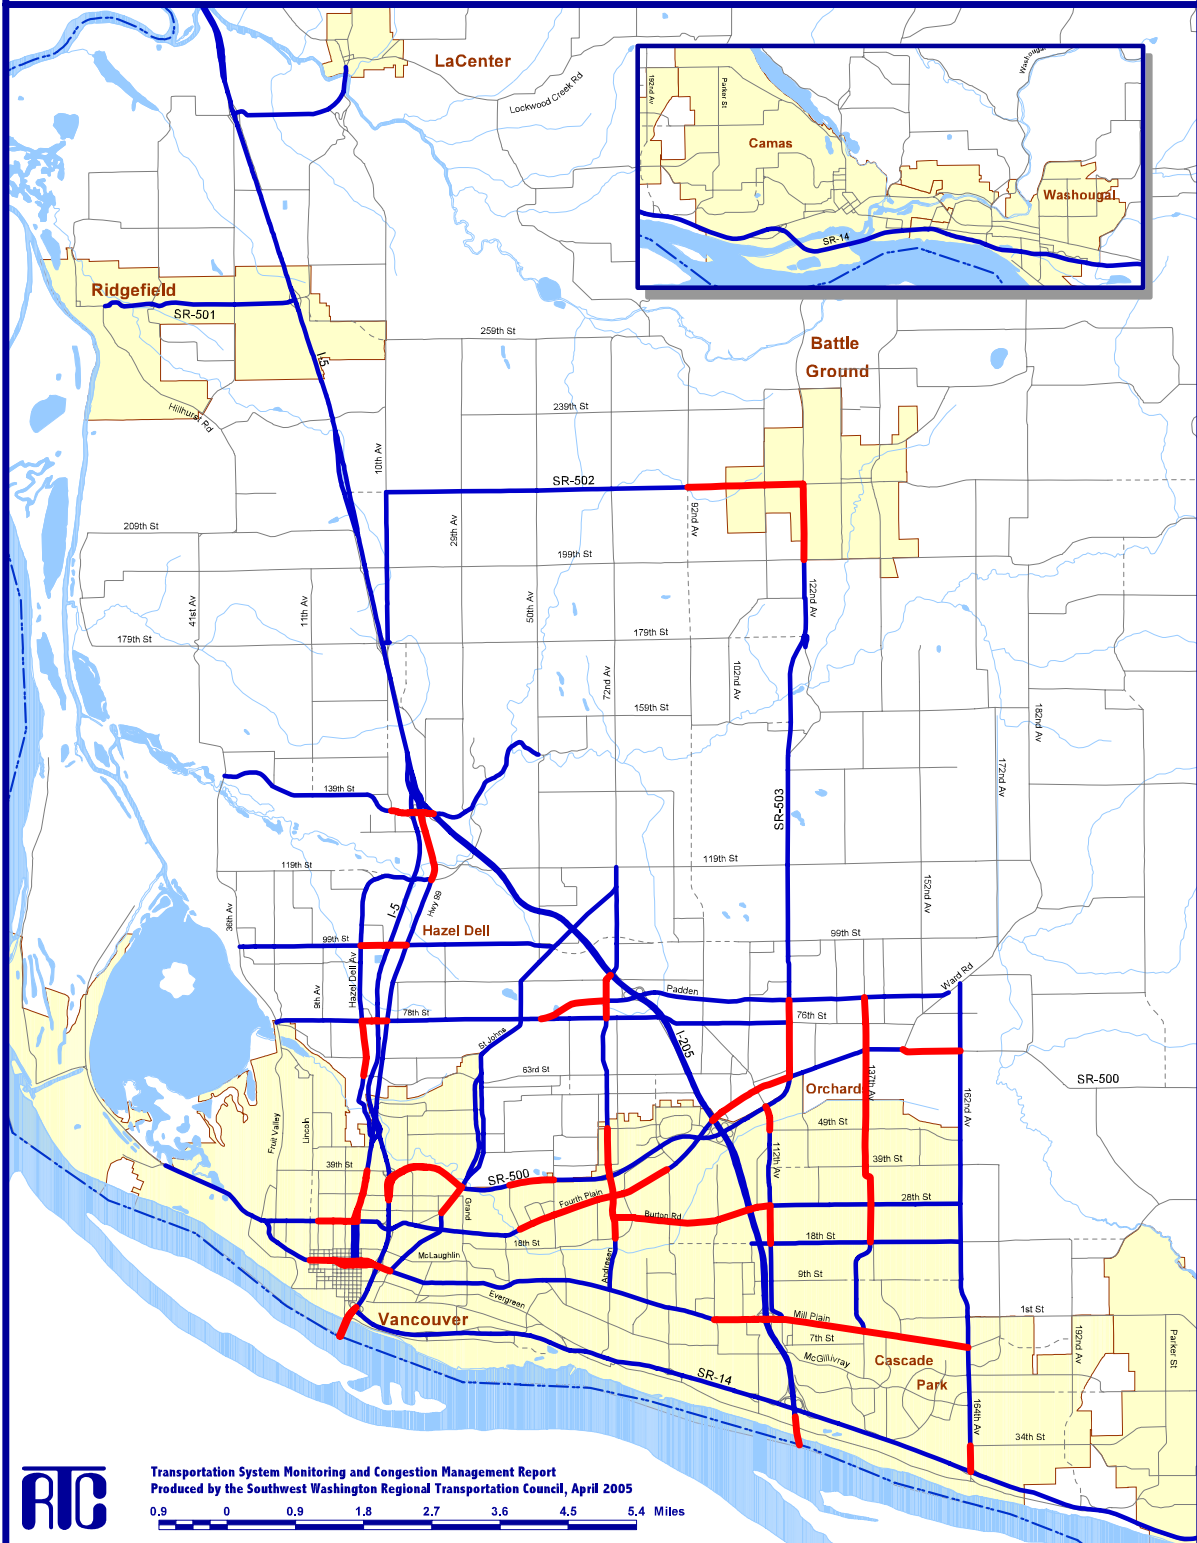 LaCenter
Lockwood Creek Rd
192nd Av
Parker St
Washougal
Camas
Washougal
SR-14
Ridgefield
SR-501
I-5
259th St
Battle
Ground
Hillhurst Rd
239th St
10th Av
SR-502
29th Av
92nd Av
209th St
199th St
41st Av
11th Av
50th Av
122nd Av
179th St
179th St
72nd Av
102nd Av
159th St
182nd Av
172nd Av
139th St
SR-503
119th St
119th St
152nd Av
36th Av
I-5
Hwy 99
Hazel Dell
99th St
99th St
Hazel Dell Av
9th Av
Padden
Ward Rd
78th St
76th St
St Johns
I-205
63rd St
SR-500
Orchards
137th Av
162nd Av
Fruit Valley
Lincoln
49th St
112th Av
39th St
39th St
SR-500
Fourth Plain
Grand
28th St
Burton Rd
18th St
18th St
McLaughlin
Andresen
9th St
Evergreen
1st St
Mill Plain
Vancouver
7th St
192nd Av
Parker St
McGillivray
Cascade
Park
SR-14
164th Av
34th St
RTC
Transportation System Monitoring and Congestion Management Report
Produced by the Southwest Washington Regional Transportation Council, April 2005
0.9 0 0.9 1.8 2.7 3.6 4.5 5.4 Miles